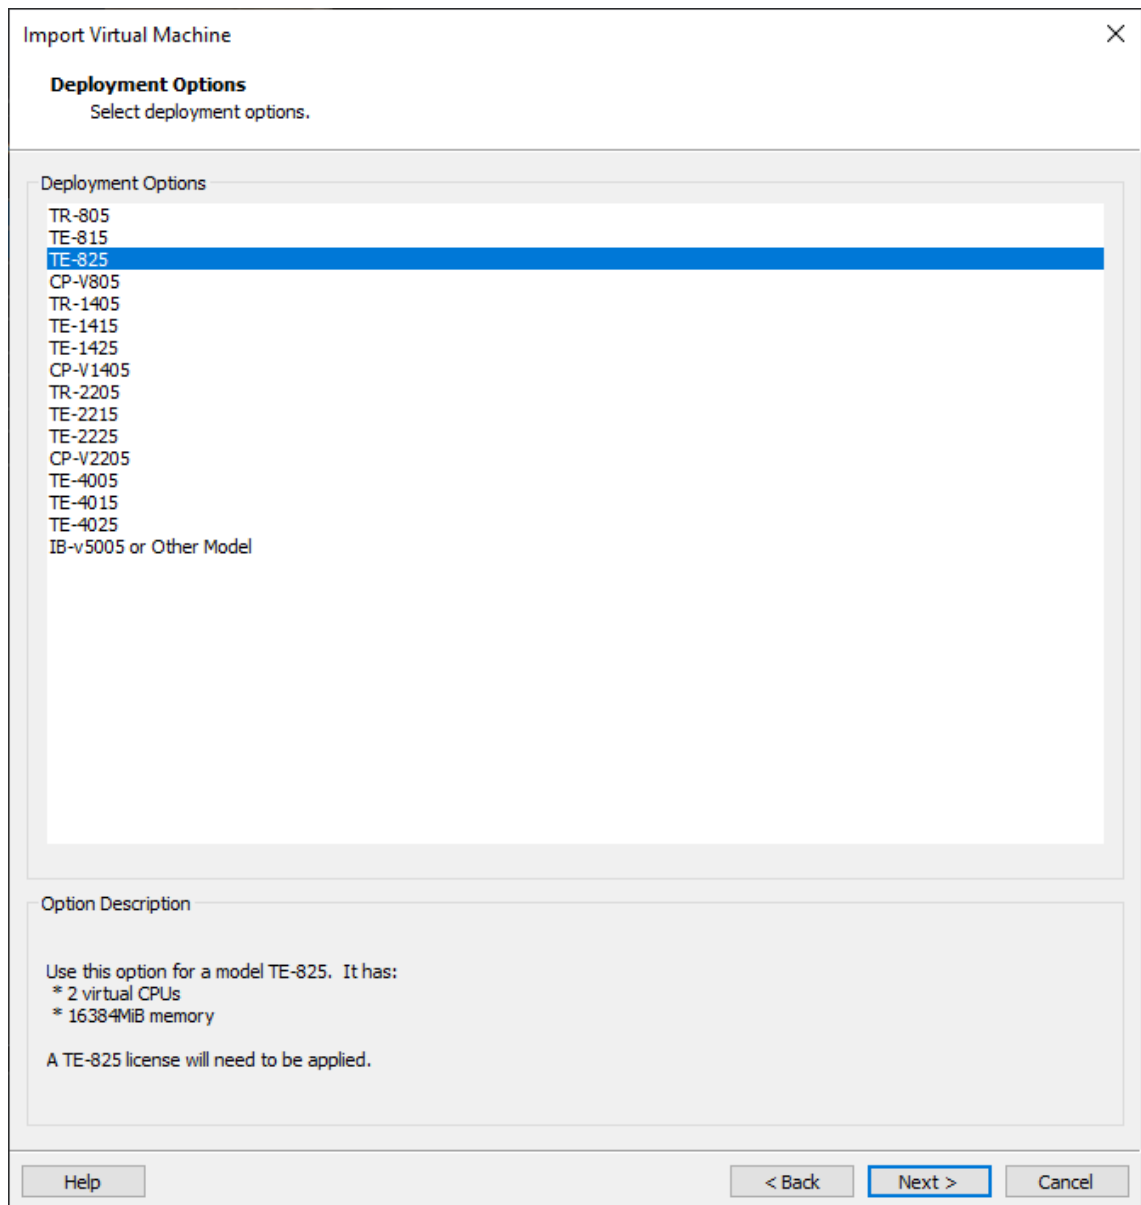 Import Virtual Machine
Deployment Options
Select deployment options.
Deployment Options
TR-805
TE-815
TE-825
CP-V805
TR-1405
TE-1415
TE-1425
CP-V1405
TR-2205
TE-2215
TE-2225
CP-V2205
TE-4005
TE-4015
TE-4025
IB-v5005 or Other Model
Option Description
Use this option for a model TE-825.  It has:
* 2 virtual CPUs
* 16384MiB memory
A TE-825 license will need to be applied.
Help
< Back
Next >
Cancel